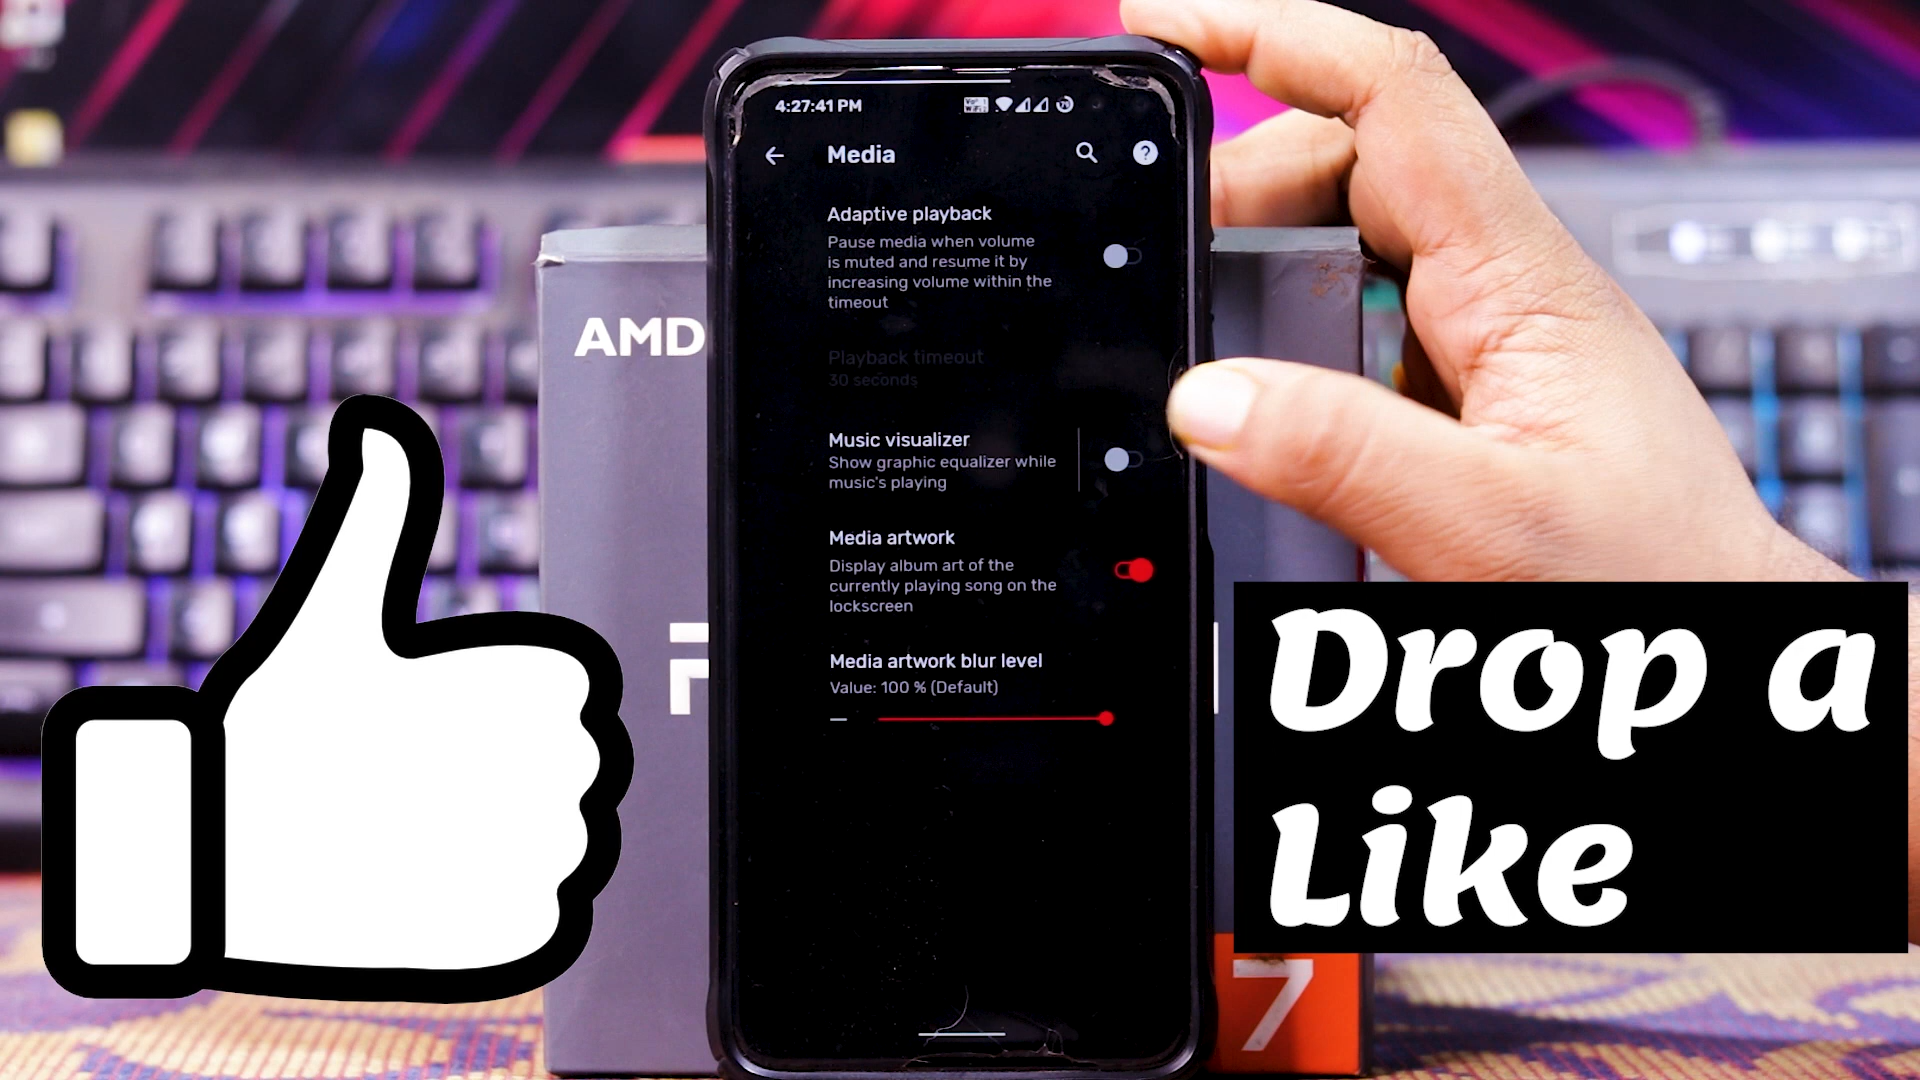 4:27:41 PM
Media
?
Adaptive playback
Pause media when volume
is muted and resume it by
increasing volume within the
timeout
Playback timeout
30 seconds
Music visualizer
Show graphic equalizer while
music's playing
Media artwork
Display album art of the
currently playing song on the
lockscreen
Media artwork blur level
Value: 100 % (Default)
AMD
7
Drop a
Like